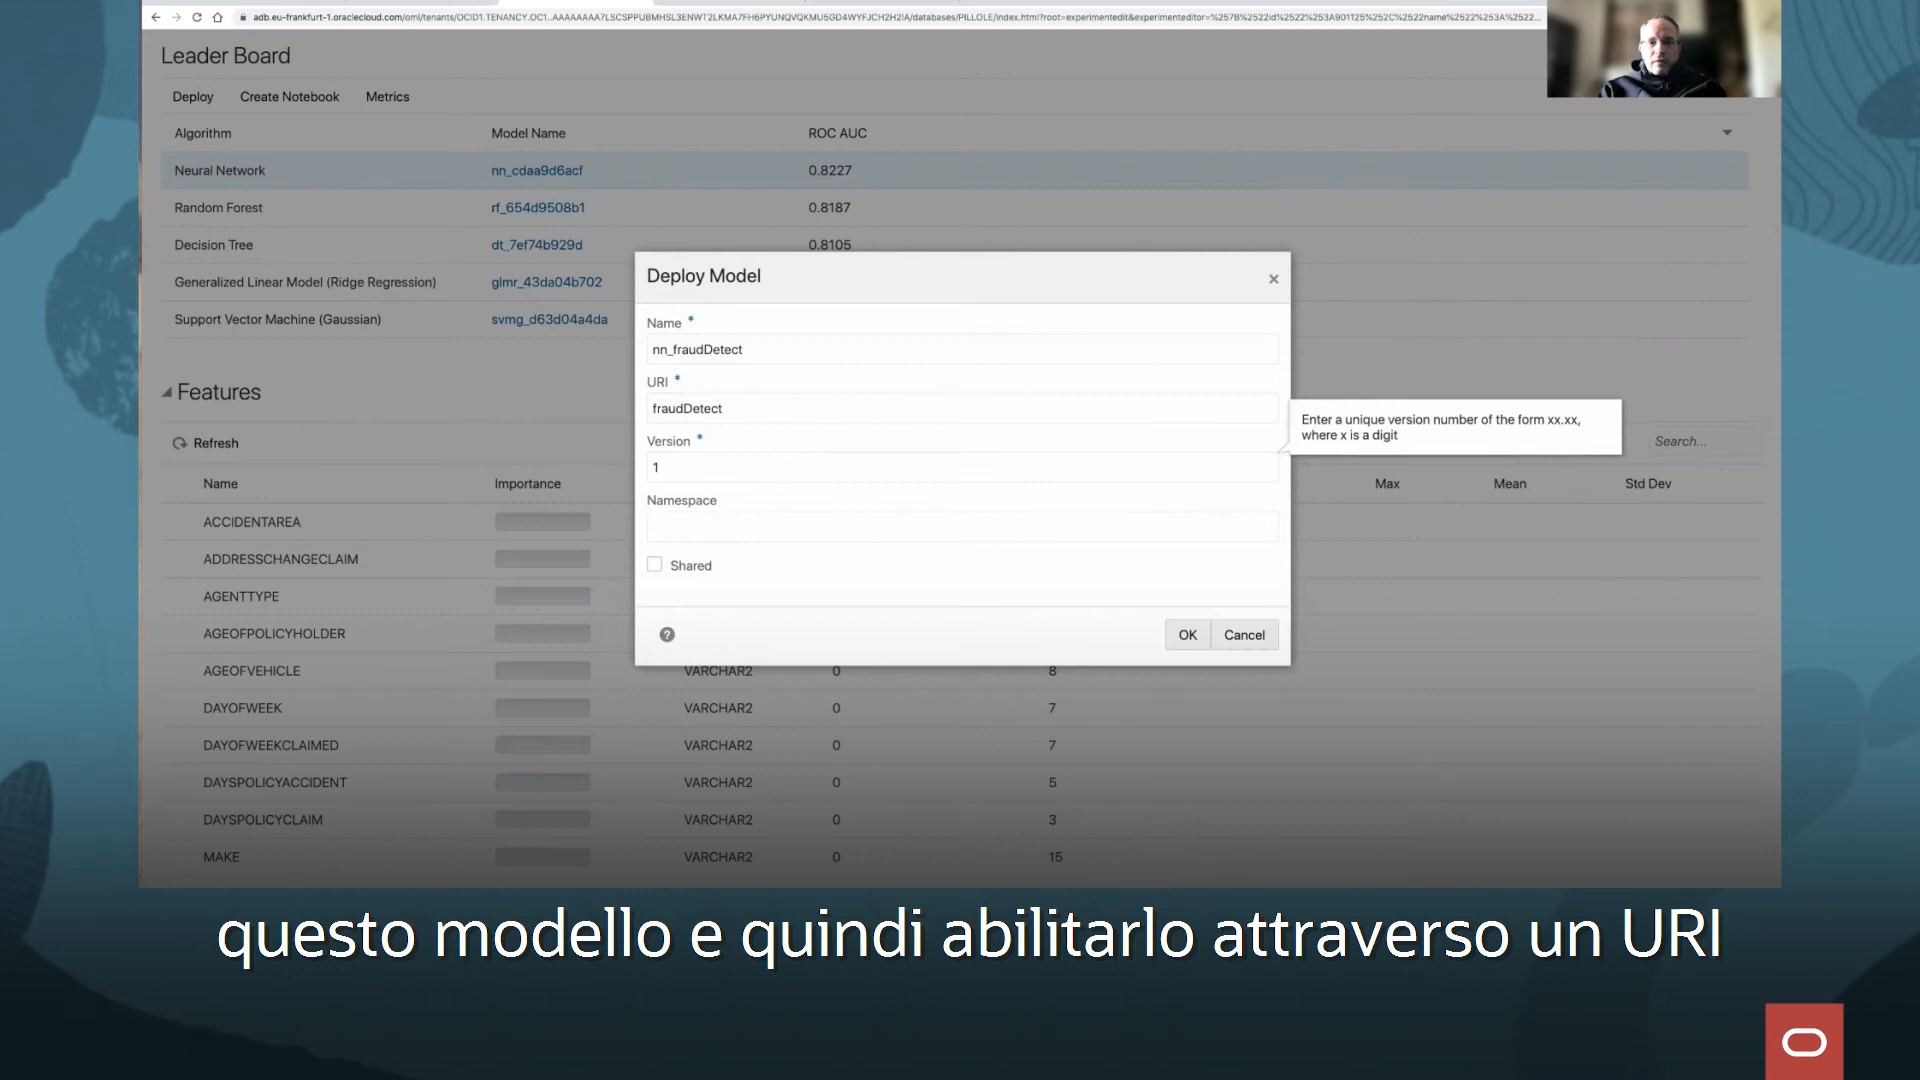 Leader Board
Deploy Create Notebook Metrics
Algorithm Model Name ROC AUC
Neural Network nn_cdaa9d6acf 0.8227
Random Forest rf_654d9508b1 0.8187
Decision Tree dt_7ef74b929d 0.8105
Generalized Linear Model (Ridge Regression) glmr_43da04b702
Support Vector Machine (Gaussian) svmg_d63d04a4da
Deploy Model
Name *
nn_fraudDetect
URI *
fraudDetect
Version *
1
Enter a unique version number of the form xx.xx,
where x is a digit
Namespace
Shared
? OK Cancel
Features
Refresh Search...
Name Importance Max Mean Std Dev
ACCIDENTAREA
ADDRESSCHANGECLAIM
AGENTTYPE
AGEOFPOLICYHOLDER
AGEOFVEHICLE VARCHAR2 0 8
DAYOFWEEK VARCHAR2 0 7
DAYOFWEEKCLAIMED VARCHAR2 0 7
DAYSPOLICYACCIDENT VARCHAR2 0 5
DAYSPOLICYCLAIM VARCHAR2 0 3
MAKE VARCHAR2 0 15
questo modello e quindi abilitarlo attraverso un URI